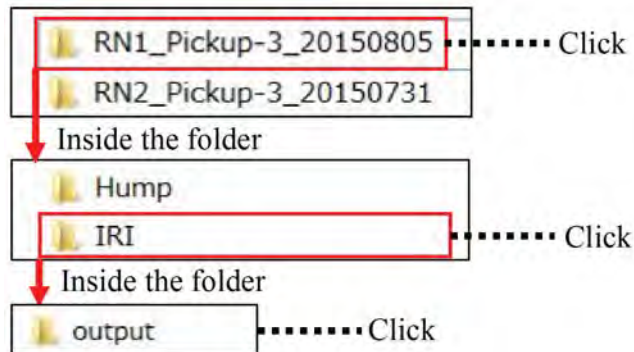 RN1_Pickup-3_20150805 Click
RN2_Pickup-3_20150731
Inside the folder
Hump
IRI Click
Inside the folder
output Click